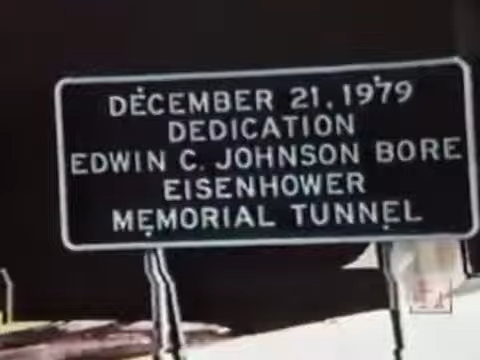 DECEMBER 21, 1979
DEDICATION
EDWIN C. JOHNSON BORE
EISENHOWER
MEMORIAL TUNNEL